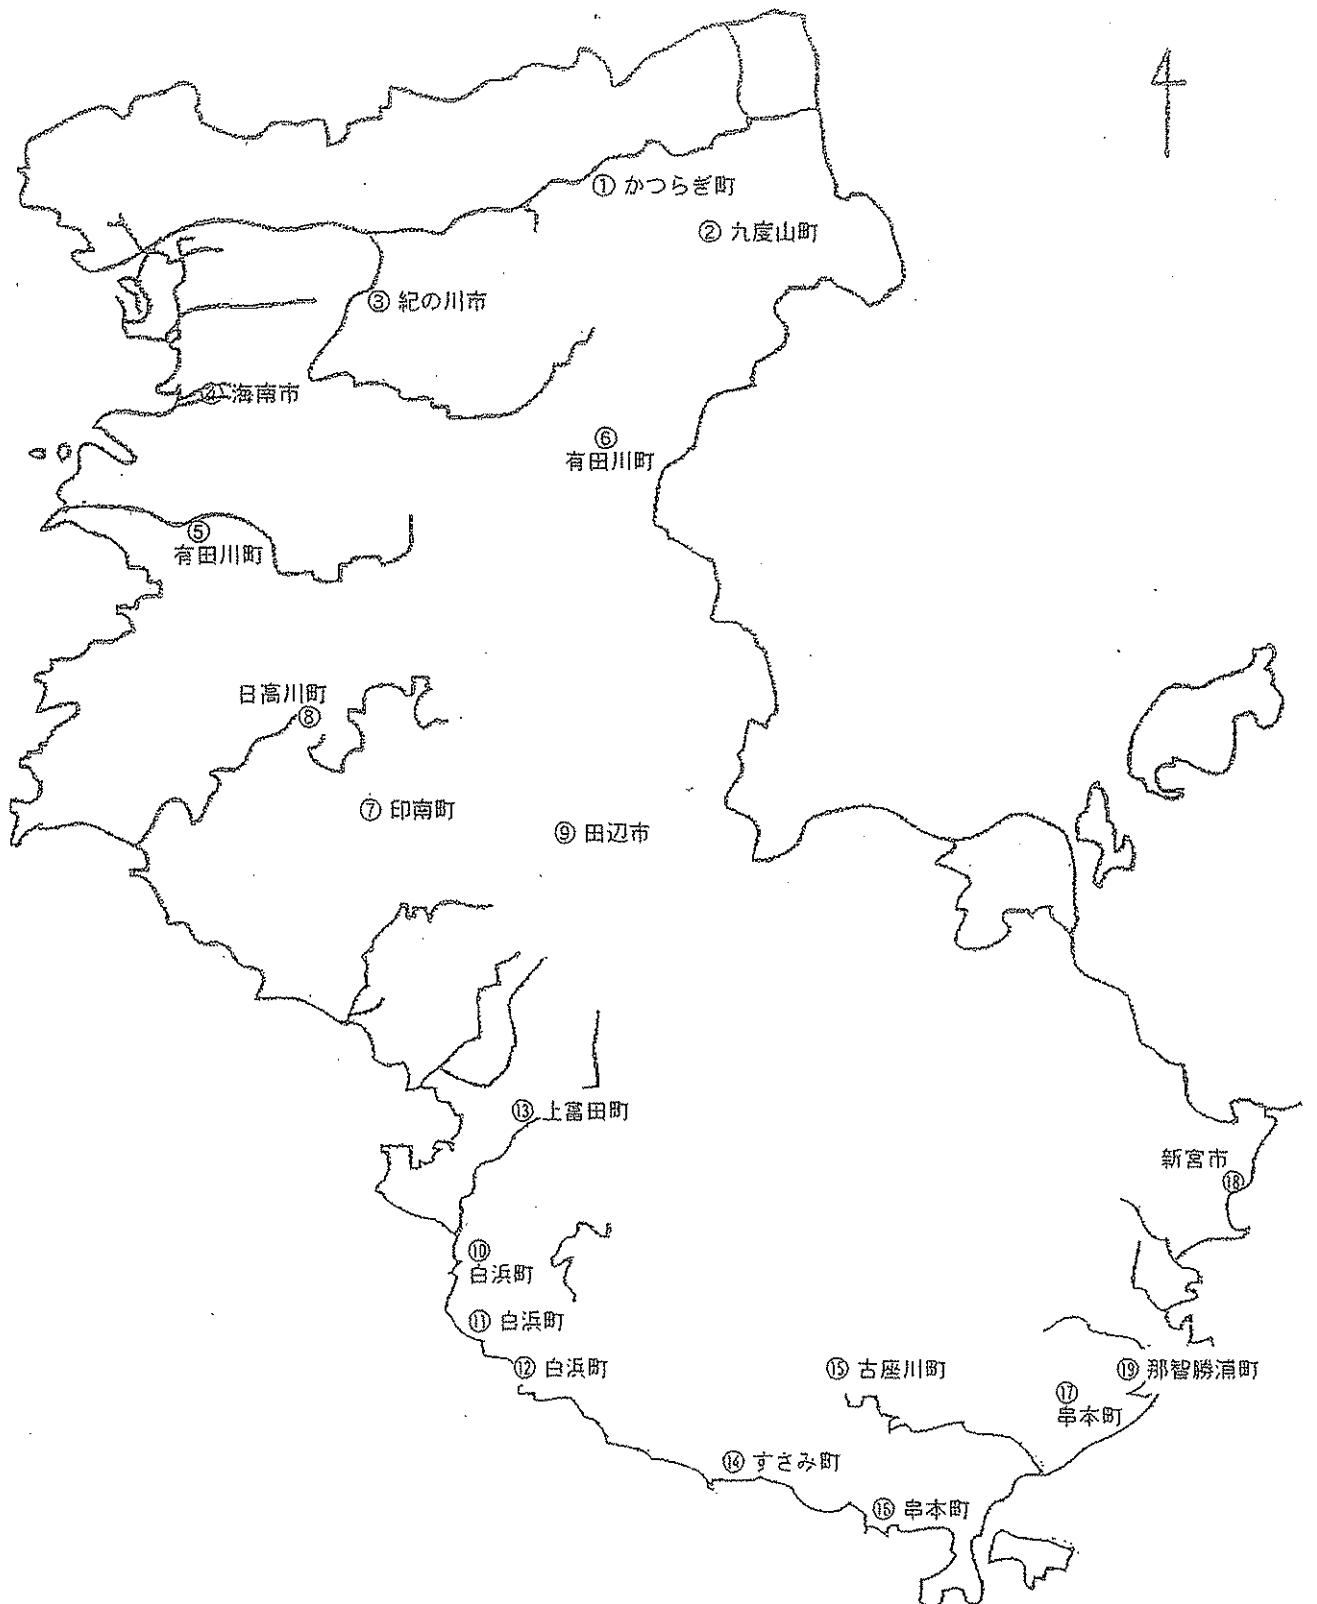 ① かつらぎ町
② 九度山町
③ 紀の川市
④ 海南市
⑥
有田川町
⑤
有田川町
日高川町
⑧
⑦ 印南町
⑨ 田辺市
⑬ 上富田町
新宮市
⑱
⑩
白浜町
⑪ 白浜町
⑫ 白浜町
⑮ 古座川町
⑲ 那智勝浦町
⑰
串本町
⑭ すさみ町
⑯ 串本町